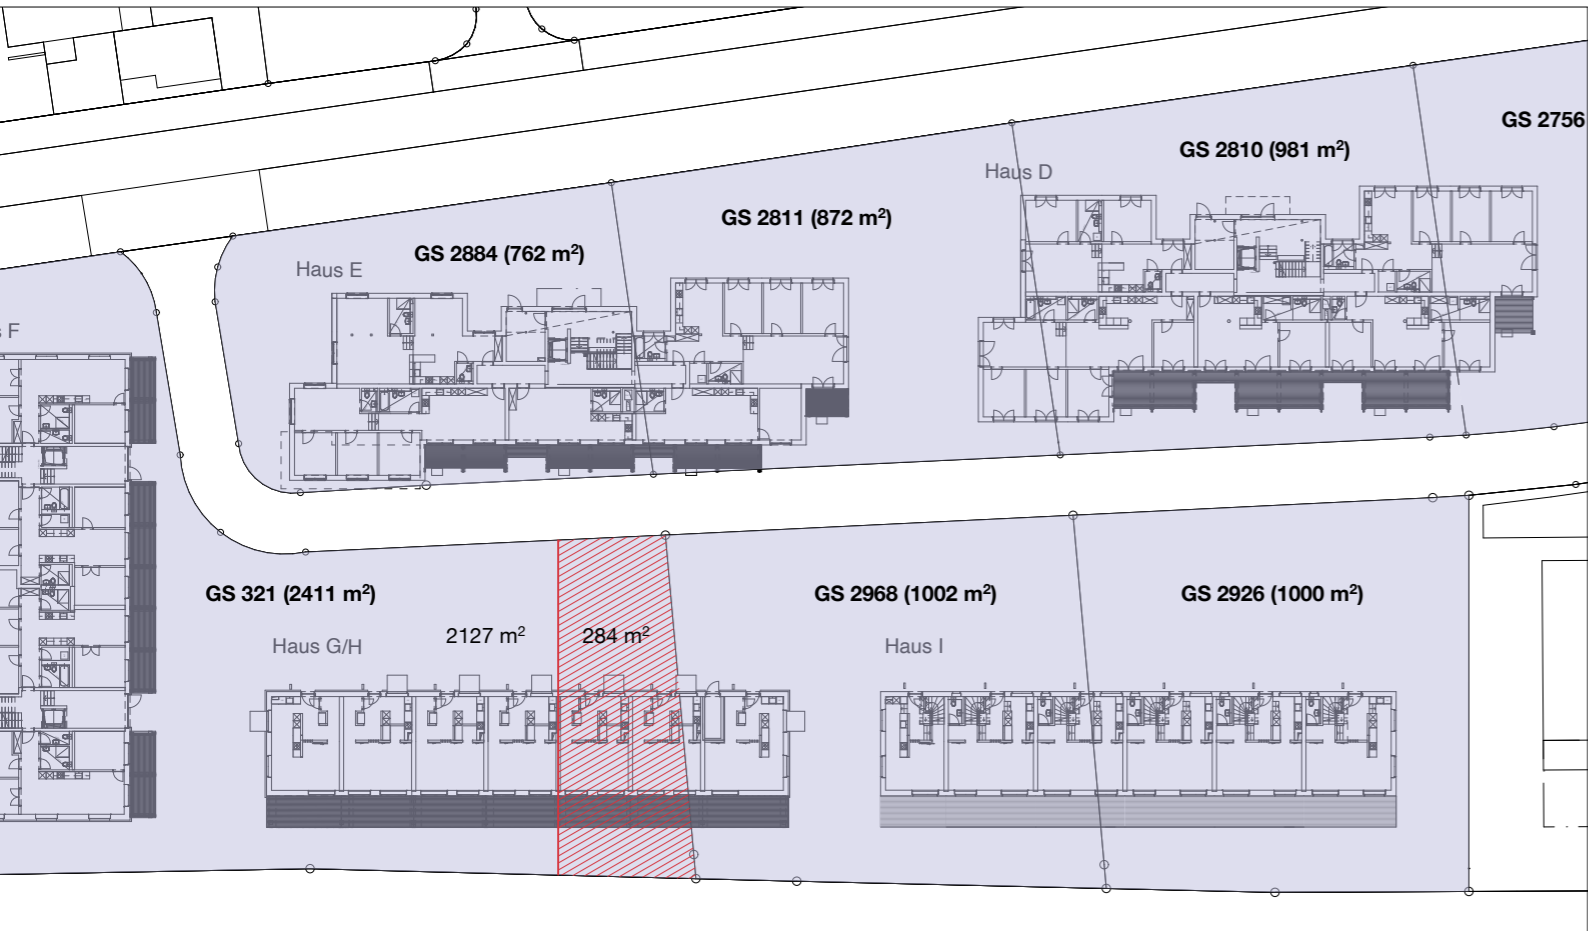 GS 2756
GS 2810 (981 m²)
Haus D
GS 2811 (872 m²)
GS 2884 (762 m²)
Haus E
F
GS 321 (2411 m²)
GS 2968 (1002 m²)
GS 2926 (1000 m²)
2127 m²
284 m²
Haus G/H
Haus I